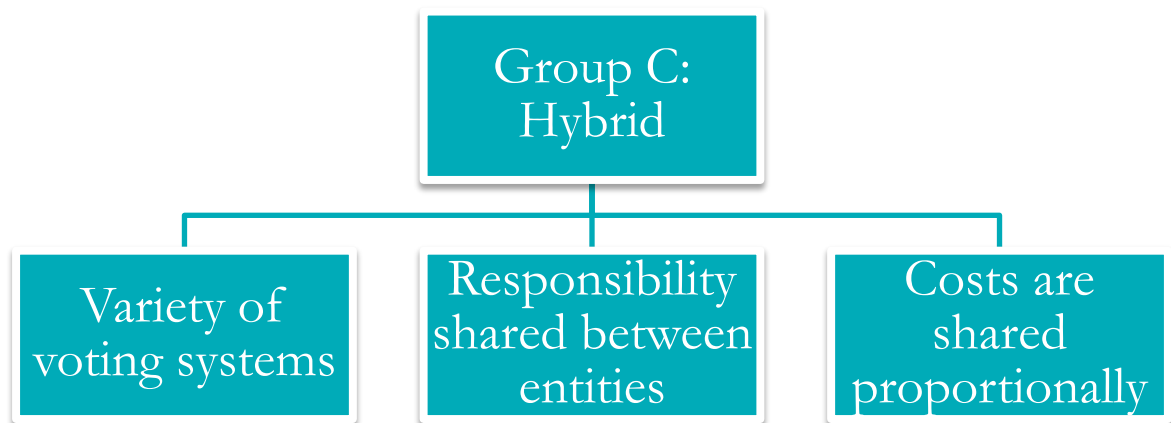 Group C:
Hybrid
Variety of
voting systems
Responsibility
shared between
entities
Costs are
shared
proportionally